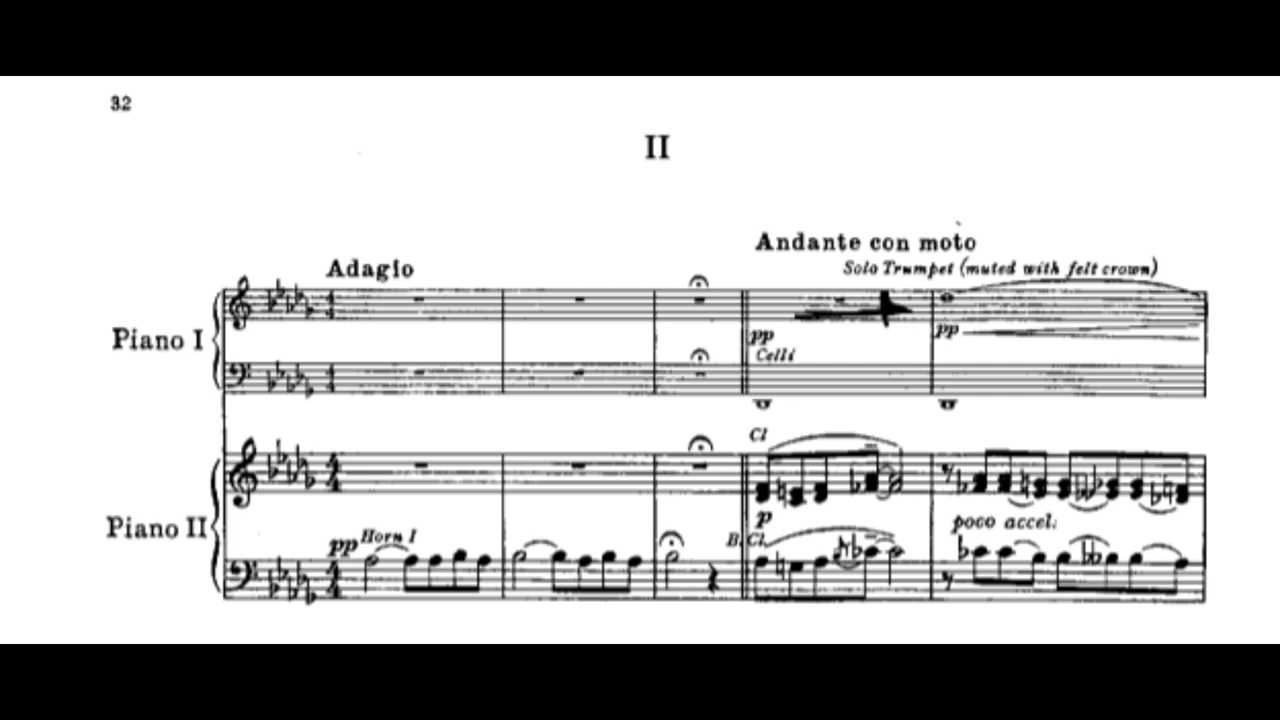 32
II
Andante con moto
Adagio
Solo Trumpet (muted with felt crown)
Piano I
pp
pp
Celli
Cl
p
poco accel.
Piano II
pp Horn I
B.Cl.